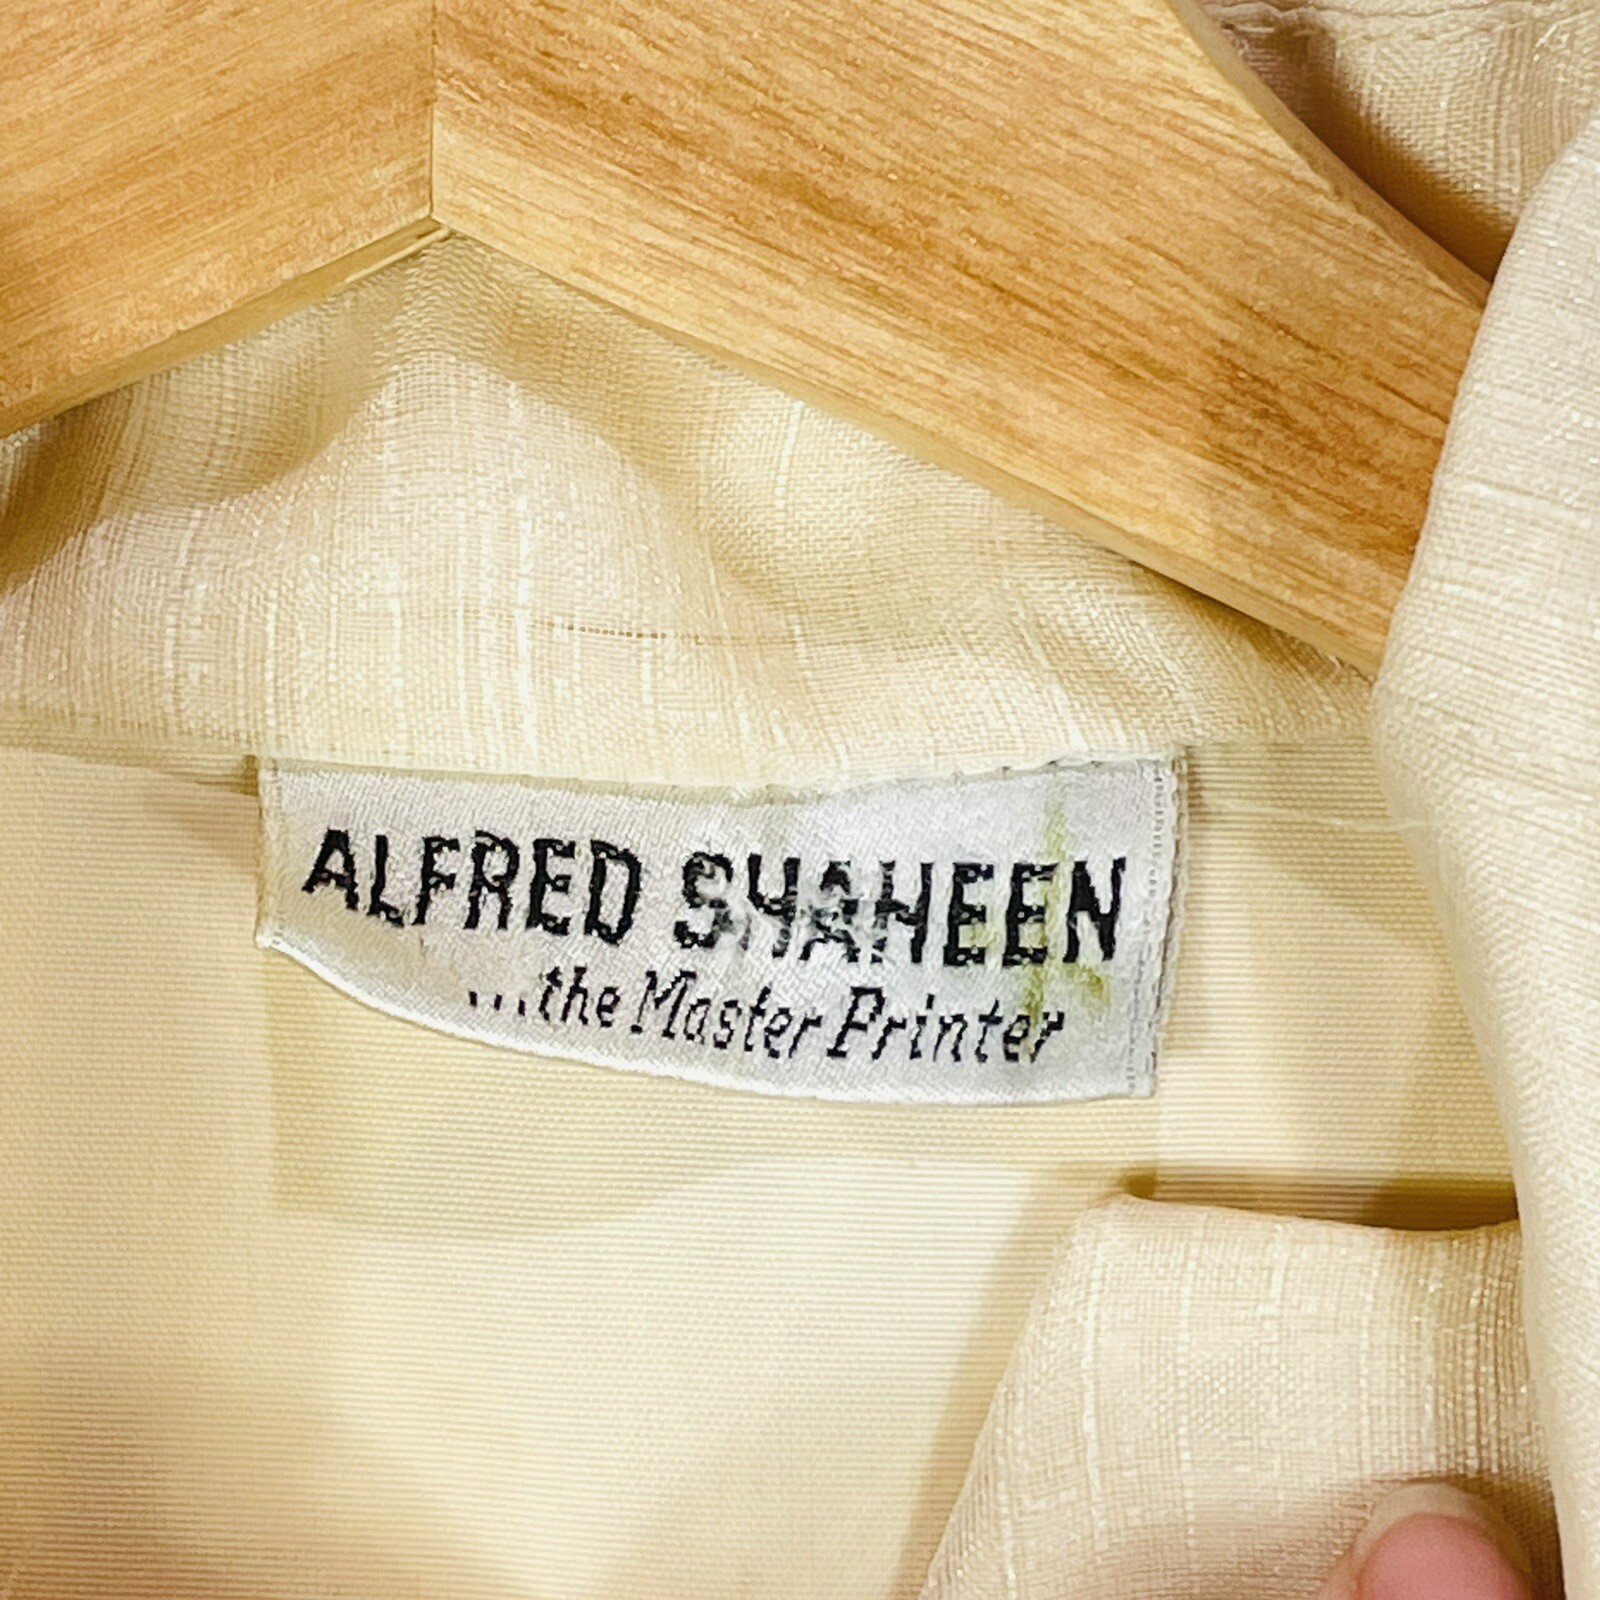 ALFRED SHAHEEN
...the Master Printer